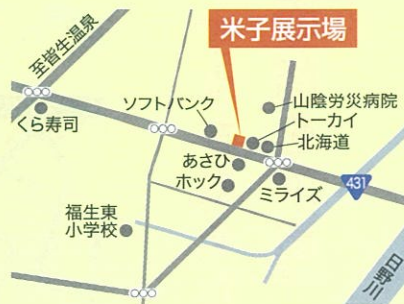 米子展示場
至皆生温泉
ソフトバンク
山陰労災病院
トーカイ
北海道
くら寿司
あさひ
ホック
ミライズ
431
福生東
小学校
日野川